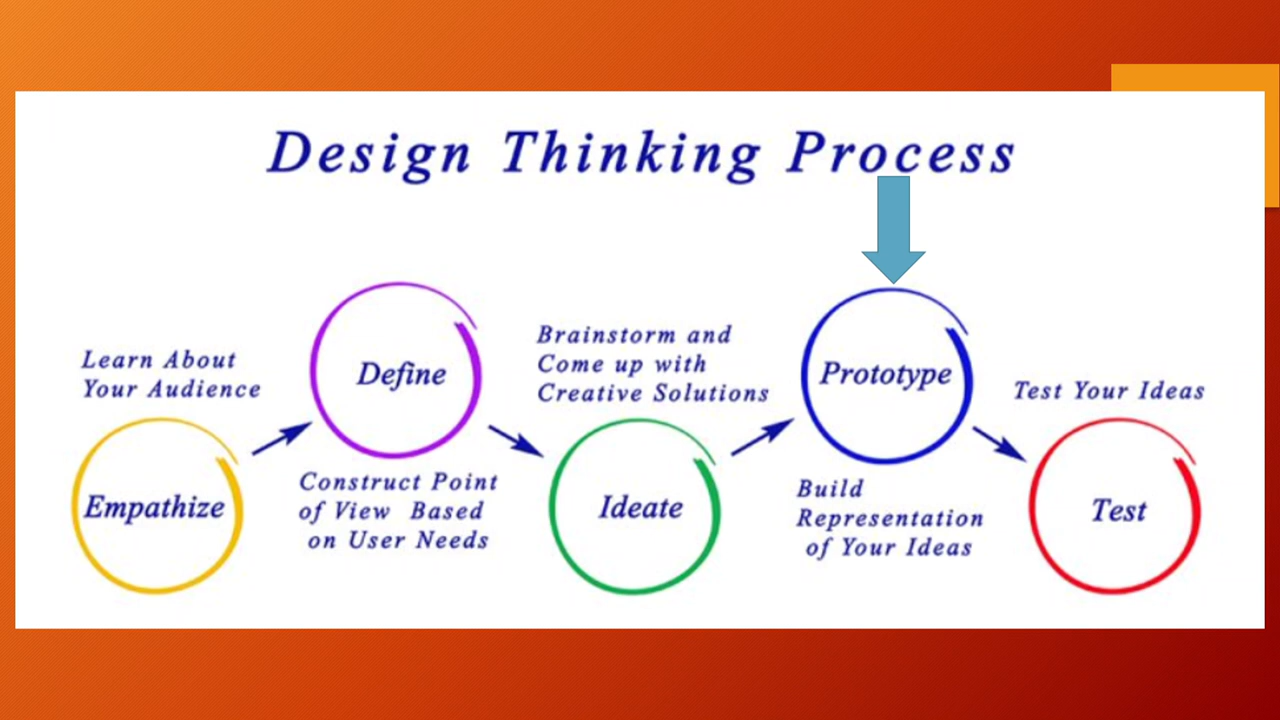 Design Thinking Process
Learn About
Your Audience
Empathize
Define
Construct Point
of View Based
on User Needs
Brainstorm and
Come up with
Creative Solutions
Ideate
Prototype
Build
Representation
of Your Ideas
Test Your Ideas
Test